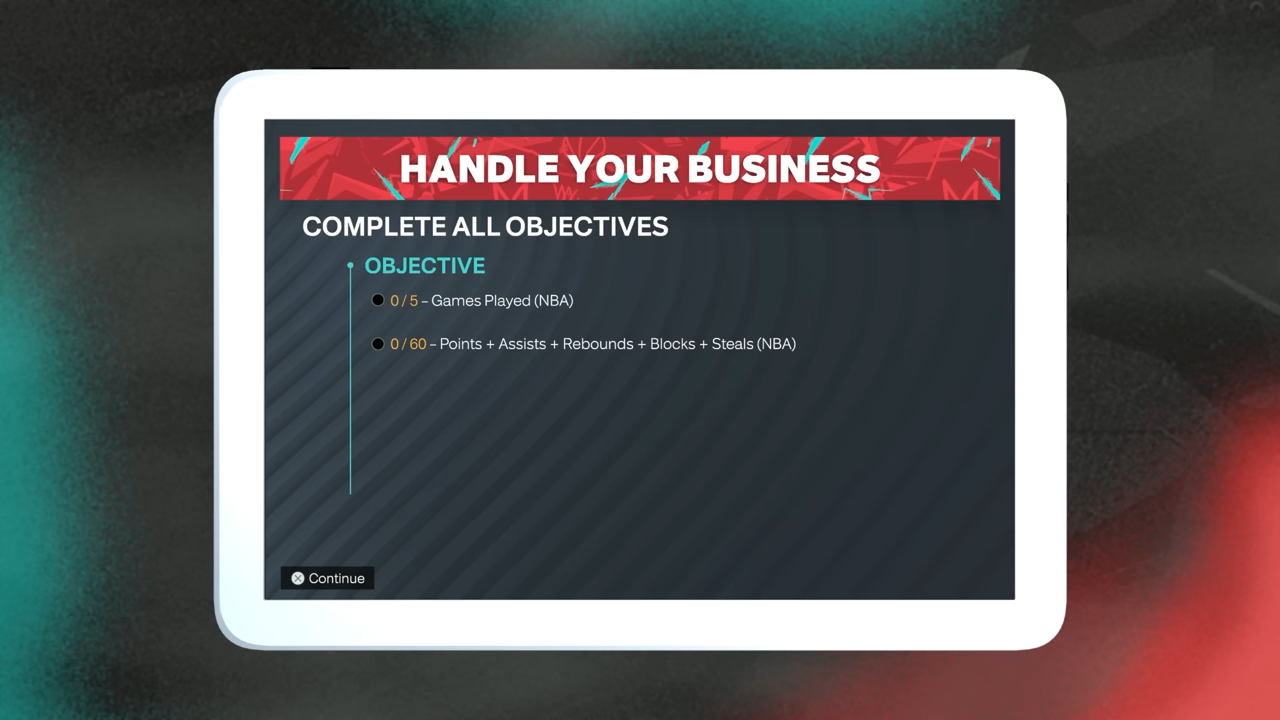 HANDLE YOUR BUSINESS
COMPLETE ALL OBJECTIVES
OBJECTIVE
0 / 5 – Games Played (NBA)
0 / 60 – Points + Assists + Rebounds + Blocks + Steals (NBA)
Continue